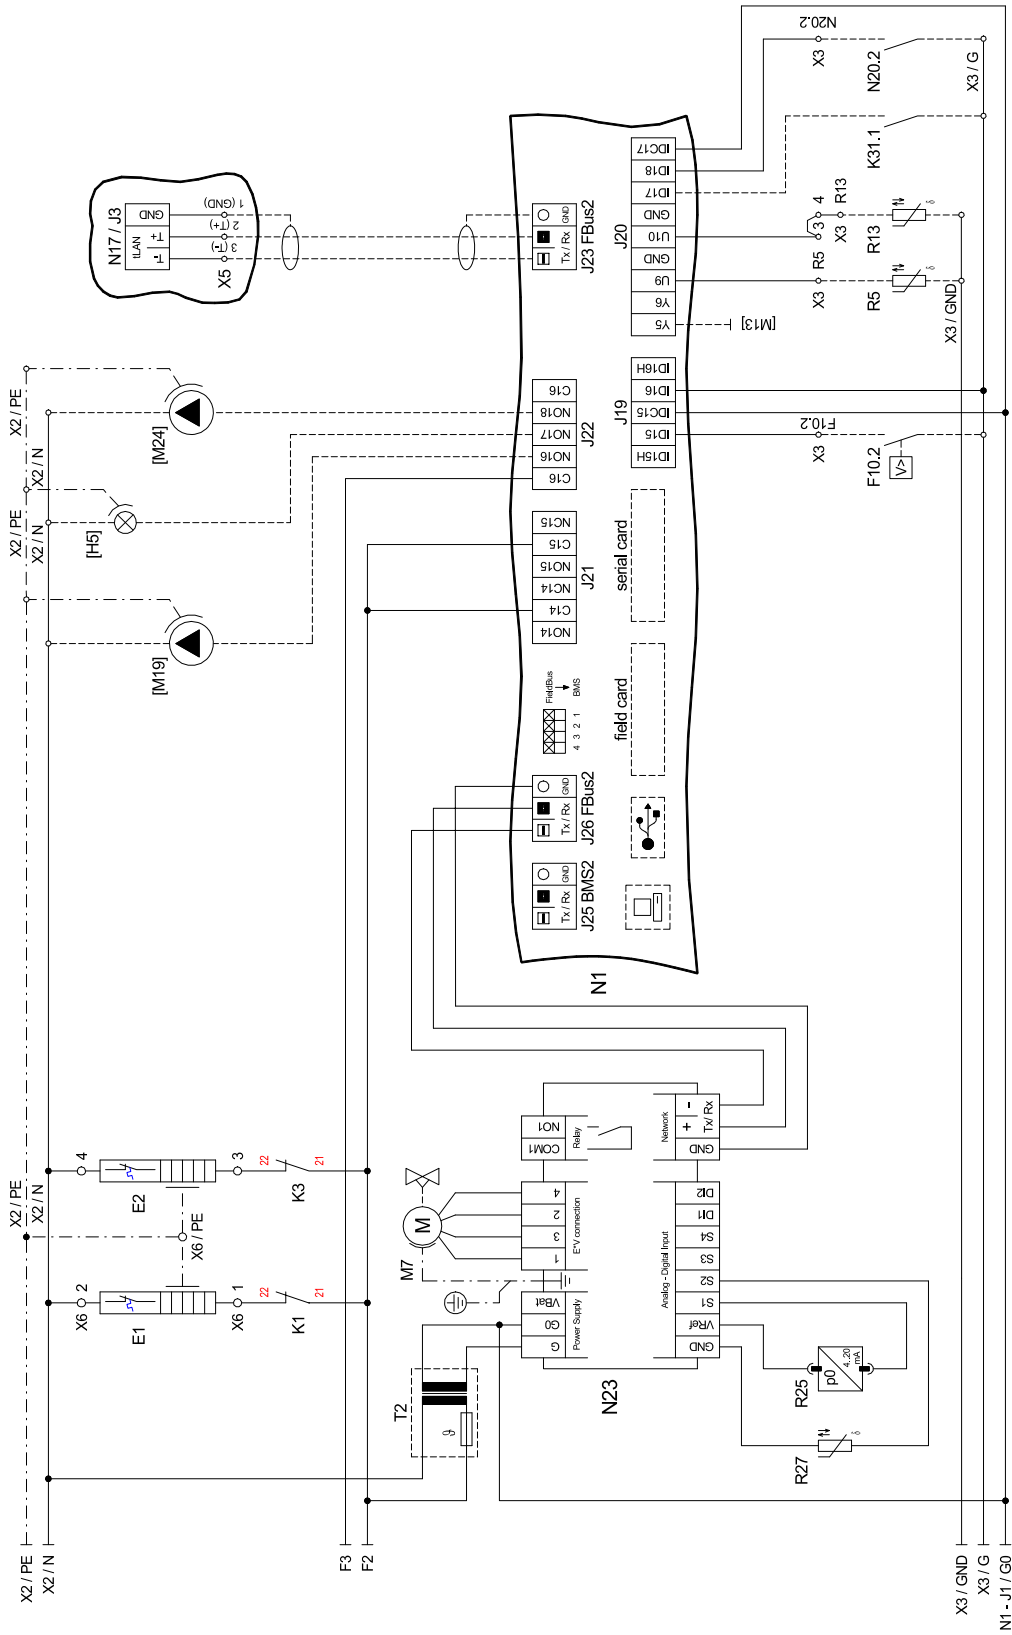 X2 / PE
X2 / N
F3
F2
X3 / GND
X3 / G
N1 - J1 / G0
X2 / PE
X2 / N
X6 2
E1
X6 1
22
21
K1
X6 / PE
4
E2
3
22
21
K3
T2
ϑ
M7
M
N23
G
G0
VBat
Power Supply
1
3
2
4
E*V connection
COM1
NO1
Relay
GND
VRef
S1
S2
S3
S4
DI1
DI2
Analog - Digital Input
GND
+
-
Tx/ Rx
Network
R27
R25
p0
4..20
mA
N1
J25 BMS2
Tx / Rx
GND
J26 FBus2
Tx / Rx
GND
4 3 2 1
FieldBus
BMS
field card
serial card
J21
NO14
C14
NC14
NO15
C15
NC15
J22
C16
NO16
NO17
NO18
C16
J23 FBus2
Tx / Rx
GND
J19
ID15H
ID15
IDC15
ID16
ID16H
J20
Y5
Y6
U9
GND
U10
GND
ID17
ID18
IDC17
[M19]
[H5]
[M24]
X2 / PE
X2 / N
X2 / PE
X2 / N
X2 / PE
X2 / N
N17 / J3
tLAN
T-
T+
GND
X5
3 (T-)
2 (T+)
1 (GND)
[M13]
F10.2
X3
F10.2
V>
X3
R5
R5
X3
3
4
R13
R13
X3 / GND
K31.1
N20.2
X3
N20.2
X3 / G